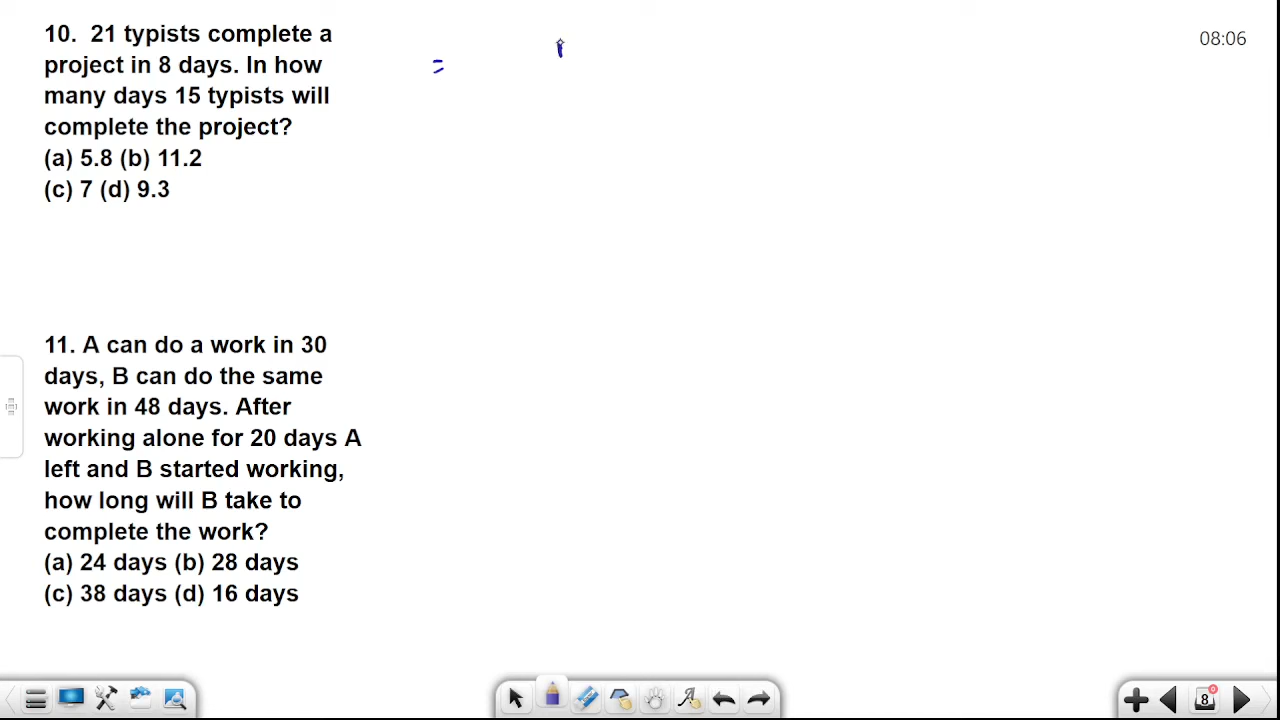 10. 21 typists complete a
project in 8 days. In how
many days 15 typists will
complete the project?
(a) 5.8 (b) 11.2
(c) 7 (d) 9.3
=
08:06
11. A can do a work in 30
days, B can do the same
work in 48 days. After
working alone for 20 days A
left and B started working,
how long will B take to
complete the work?
(a) 24 days (b) 28 days
(c) 38 days (d) 16 days
8